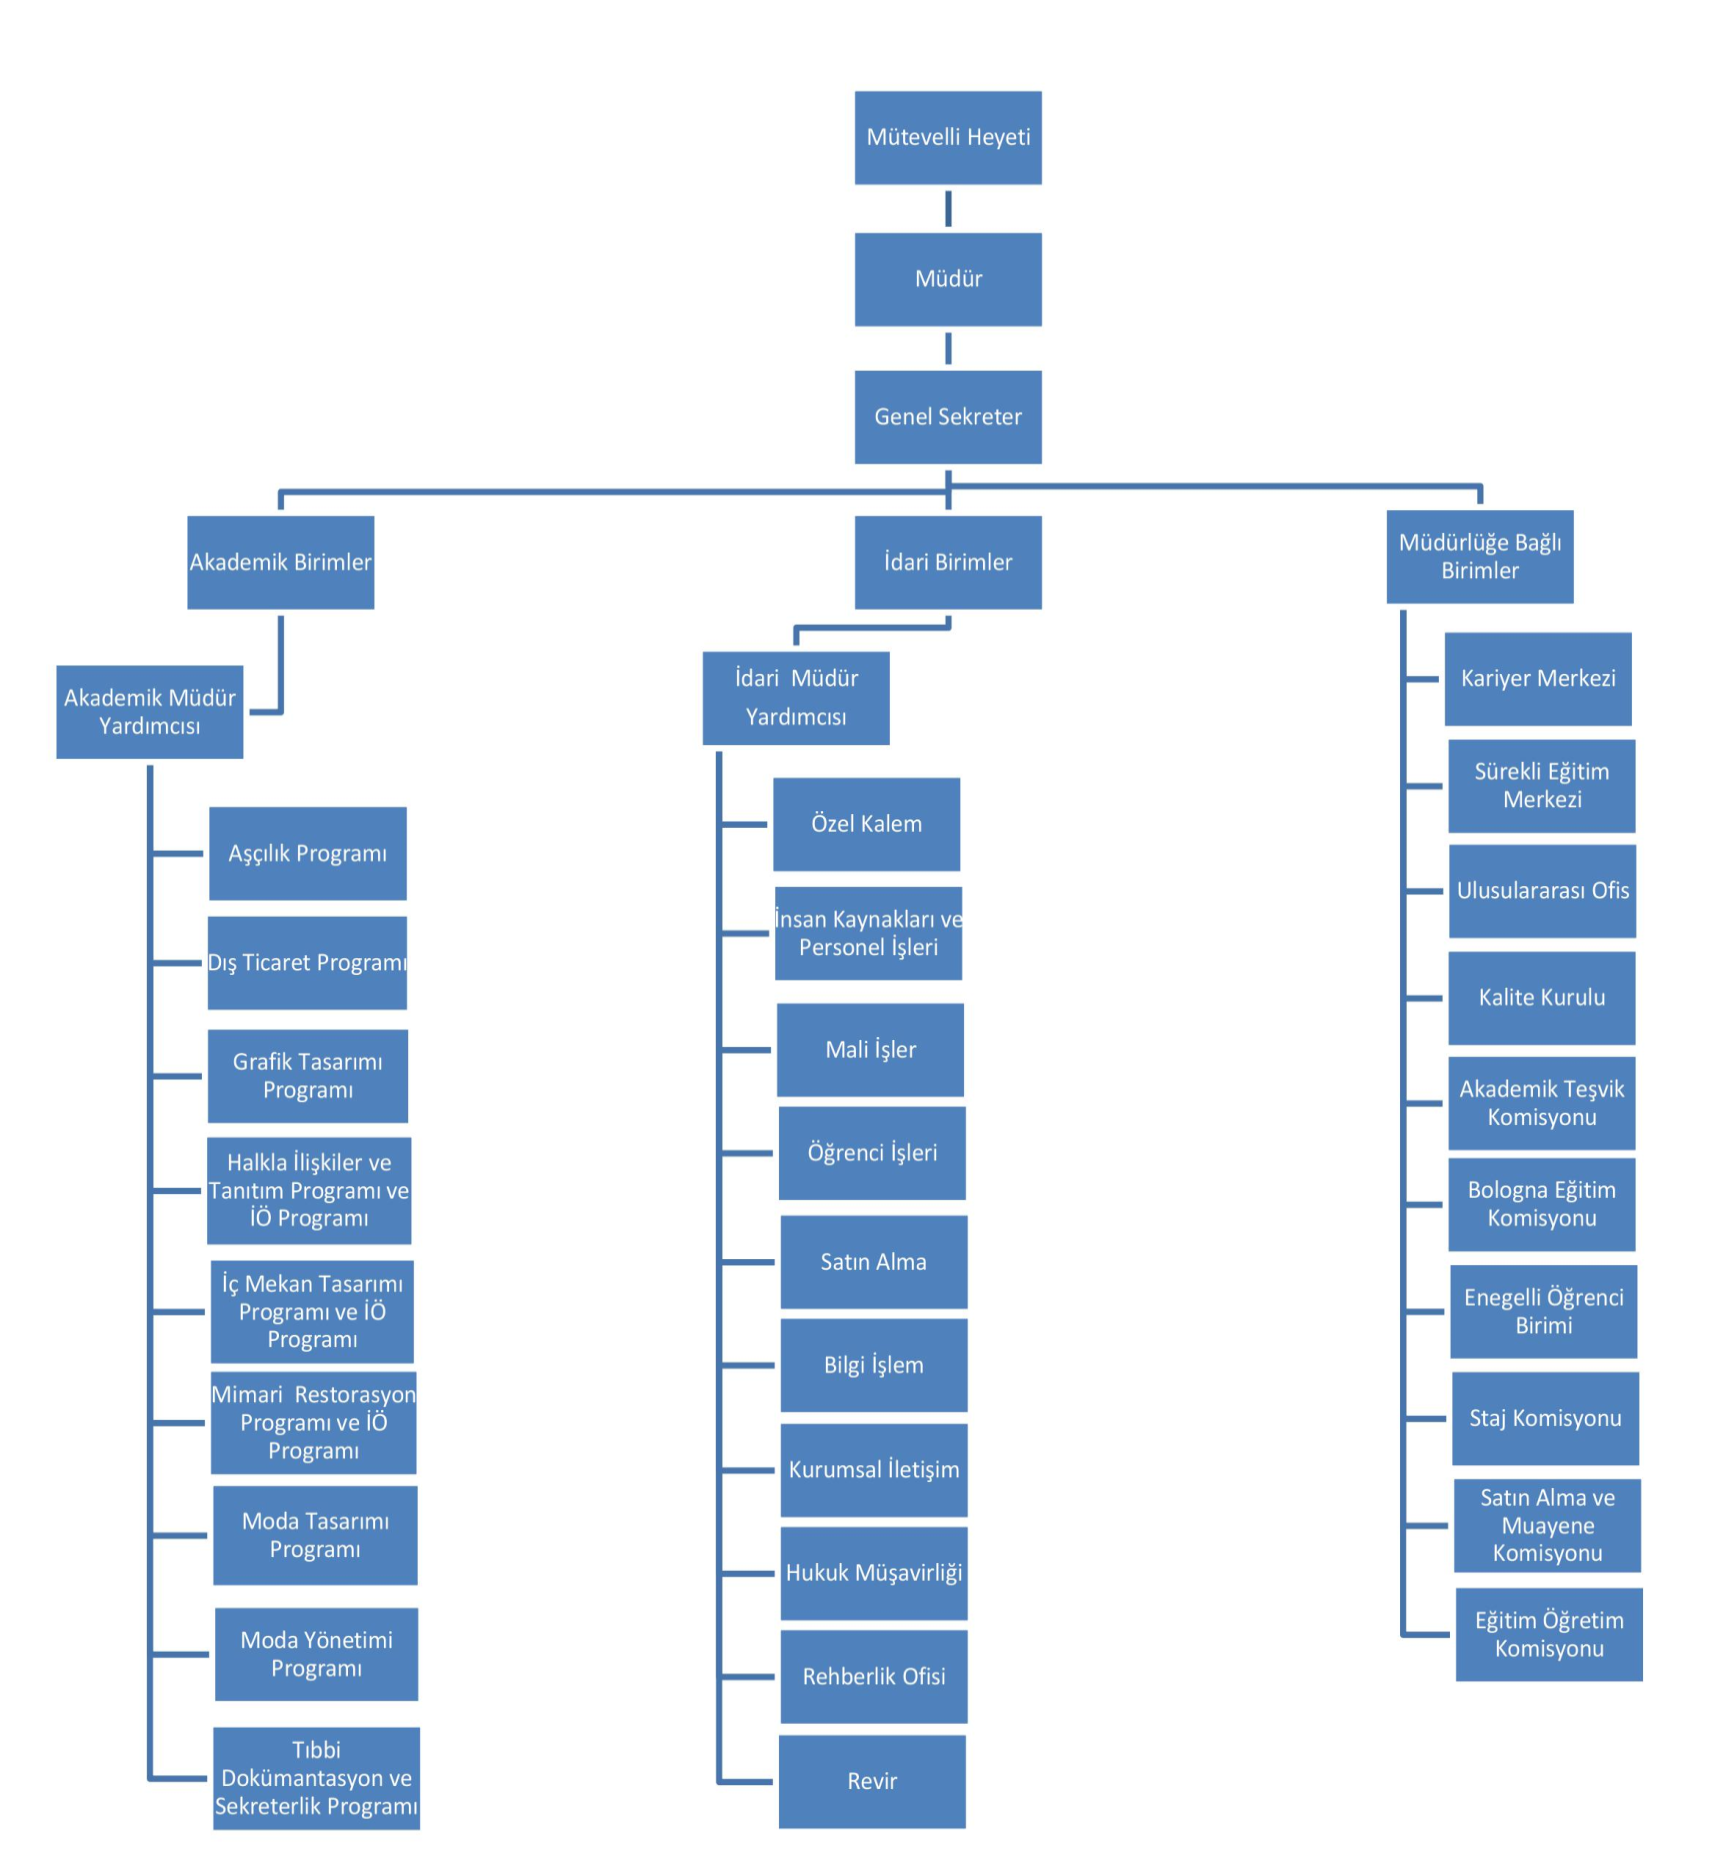 Mütevelli Heyeti
Müdür
Genel Sekreter
Akademik Birimler
Akademik Müdür
Yardımcısı
Aşçılık Programı
Dış Ticaret Programı
Grafik Tasarımı
Programı
Halkla İlişkiler ve
Tanıtım Programı ve
İÖ Programı
İç Mekan Tasarımı
Programı ve İÖ
Programı
Mimari  Restorasyon
Programı ve İÖ
Programı
Moda Tasarımı
Programı
Moda Yönetimi
Programı
Tıbbi
Dokümantasyon ve
Sekreterlik Programı
İdari Birimler
İdari  Müdür
Yardımcısı
Özel Kalem
İnsan Kaynakları ve
Personel İşleri
Mali İşler
Öğrenci İşleri
Satın Alma
Bilgi İşlem
Kurumsal İletişim
Hukuk Müşavirliği
Rehberlik Ofisi
Revir
Müdürlüğe Bağlı
Birimler
Kariyer Merkezi
Sürekli Eğitim
Merkezi
Ulusulararası Ofis
Kalite Kurulu
Akademik Teşvik
Komisyonu
Bologna Eğitim
Komisyonu
Enegelli Öğrenci
Birimi
Staj Komisyonu
Satın Alma ve
Muayene
Komisyonu
Eğitim Öğretim
Komisyonu